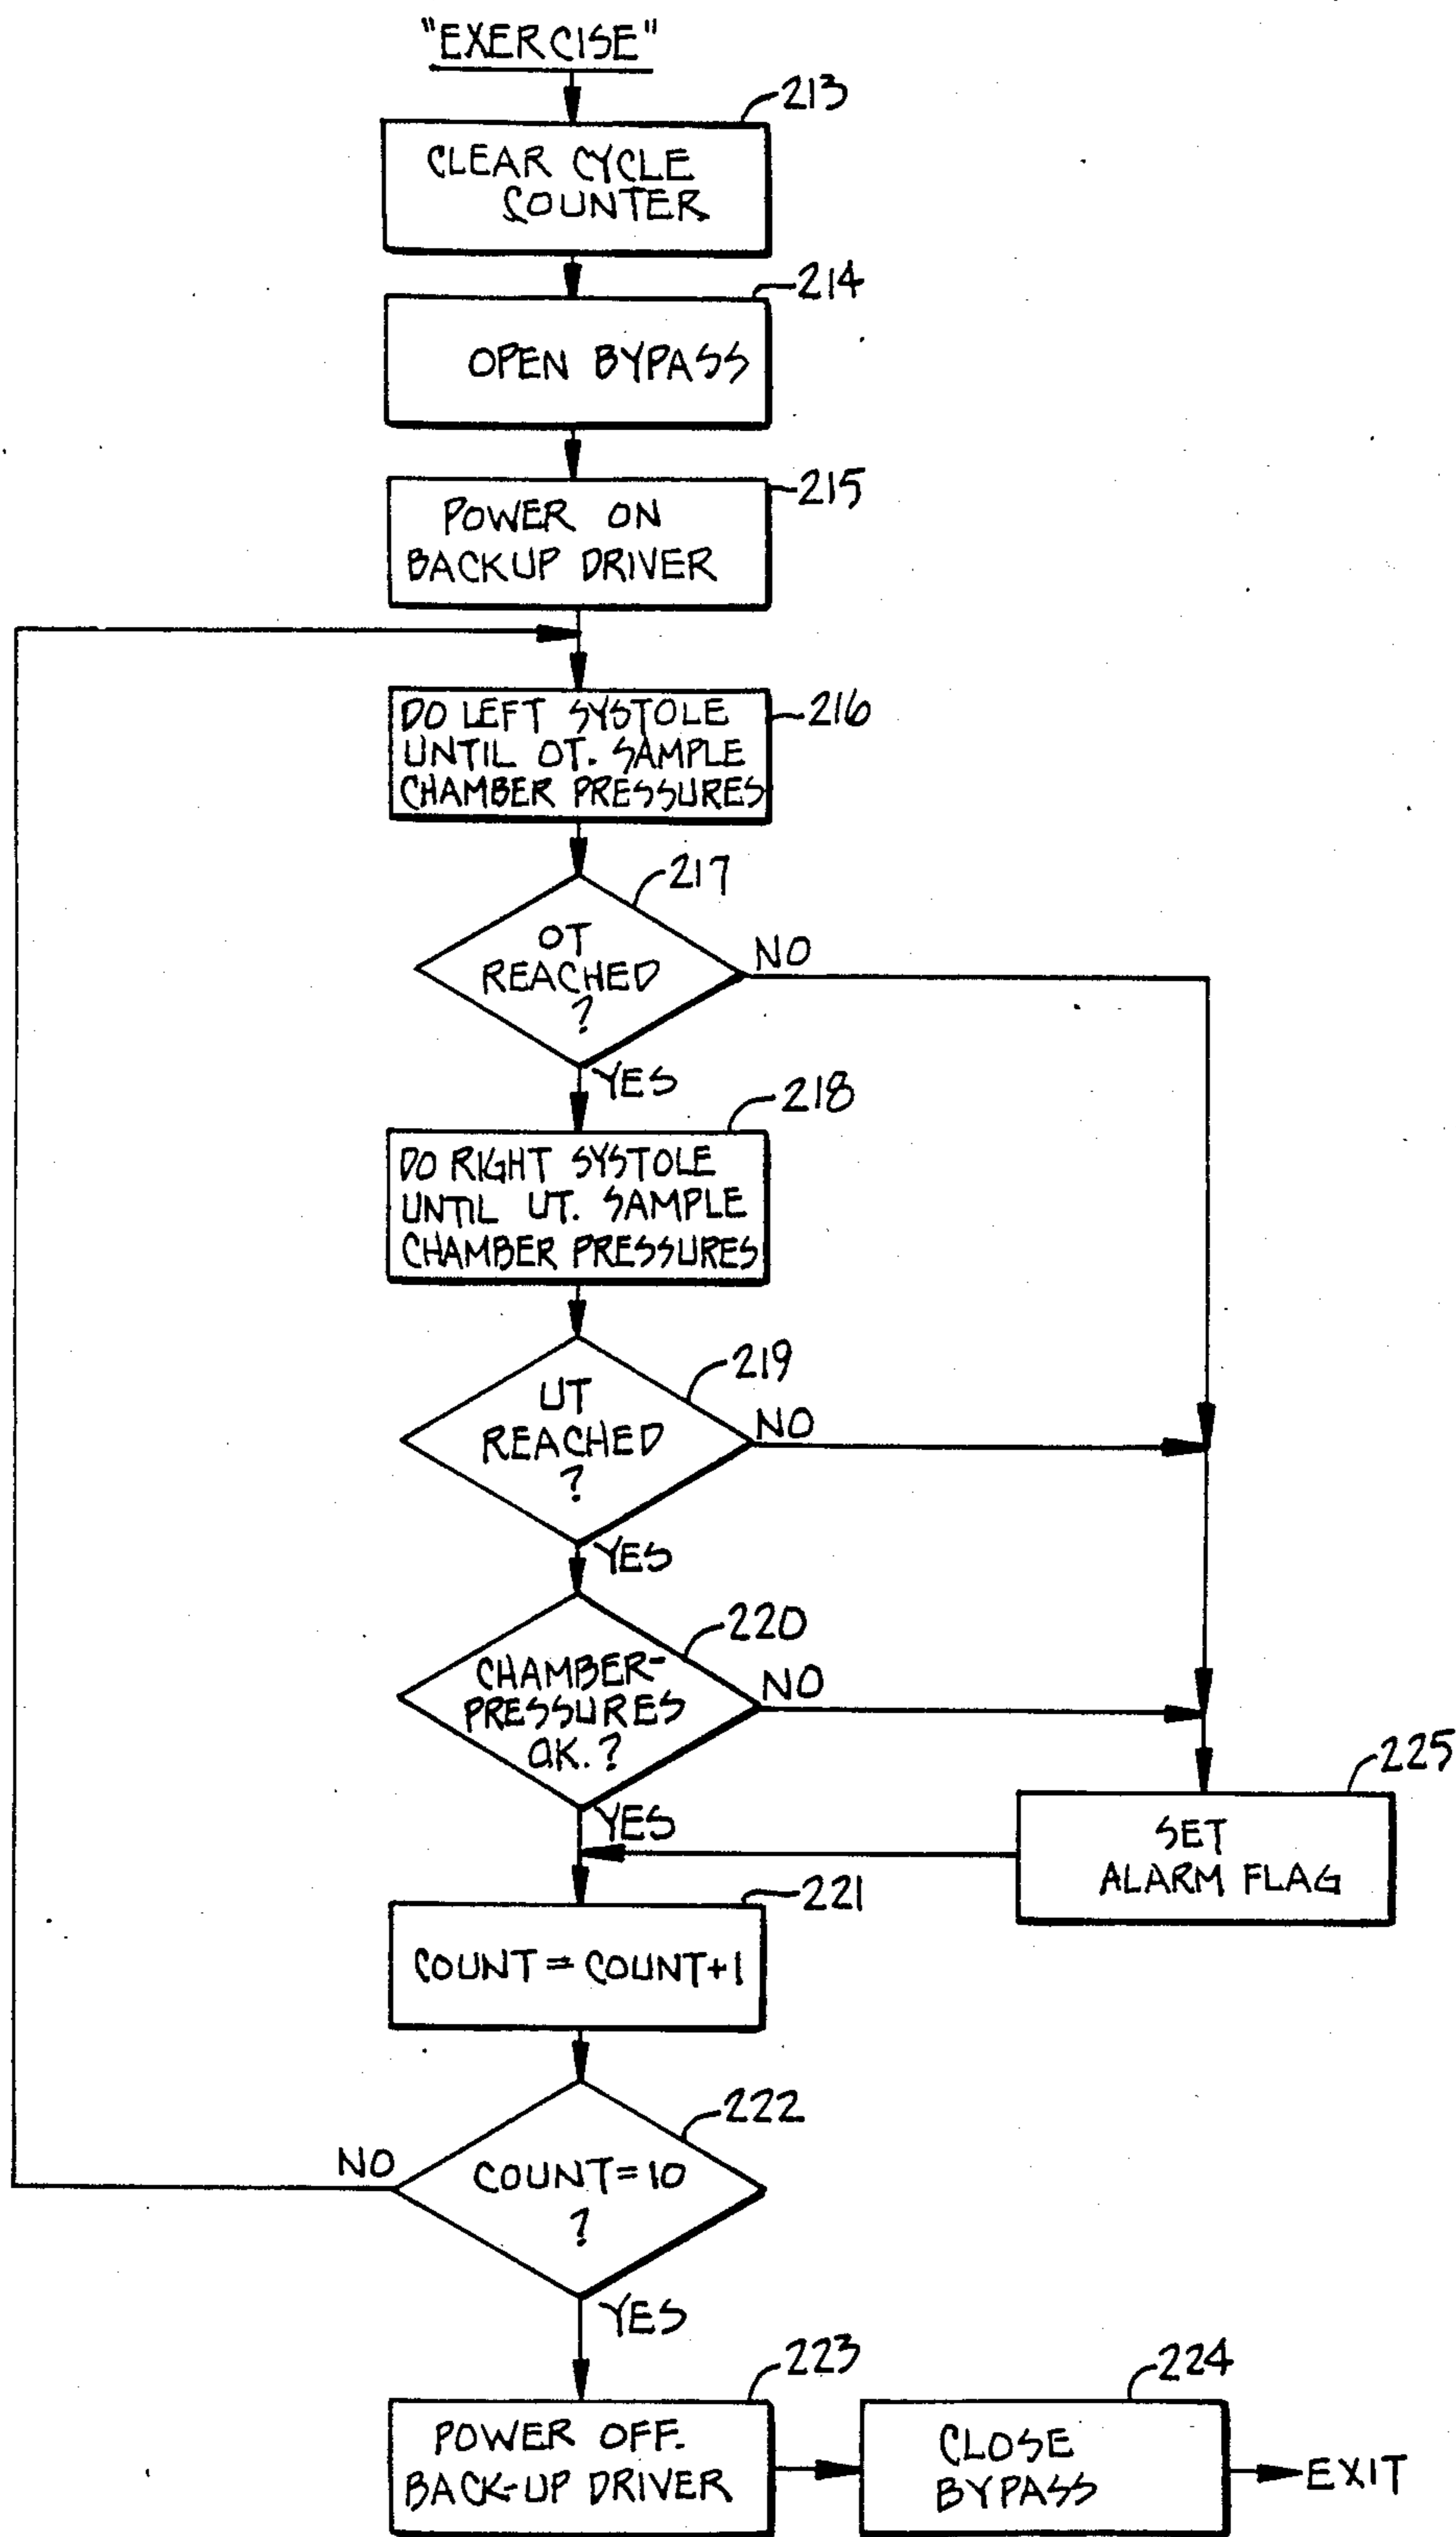 "EXERCISE"
213
CLEAR CYCLE
COUNTER
214
OPEN BYPASS
215
POWER ON
BACKUP DRIVER
DO LEFT SYSTOLE
UNTIL OT. SAMPLE
CHAMBER PRESSURES
216
217
OT
REACHED
?
NO
YES
218
DO RIGHT SYSTOLE
UNTIL UT. SAMPLE
CHAMBER PRESSURES
219
UT
REACHED
?
NO
YES
220
CHAMBER-
PRESSURES
O.K.?
NO
YES
225
SET
ALARM FLAG
221
COUNT = COUNT+1
222
COUNT=10
?
NO
YES
223
POWER OFF.
BACK-UP DRIVER
224
CLOSE
BYPASS
EXIT